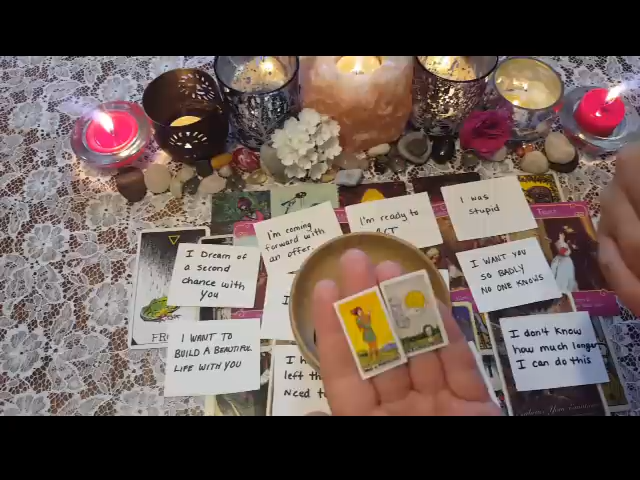 I'm coming
forward with
an offer.
I'm ready to
I was
stupid
I Dream of
a second
chance with
you
I WANT YOU
SO BADLY
NO ONE KNOWS
I WANT TO
BUILD A BEAUTIFUL
LIFE WITH YOU
I
left
Need to
I don't know
how much longer
I can do this